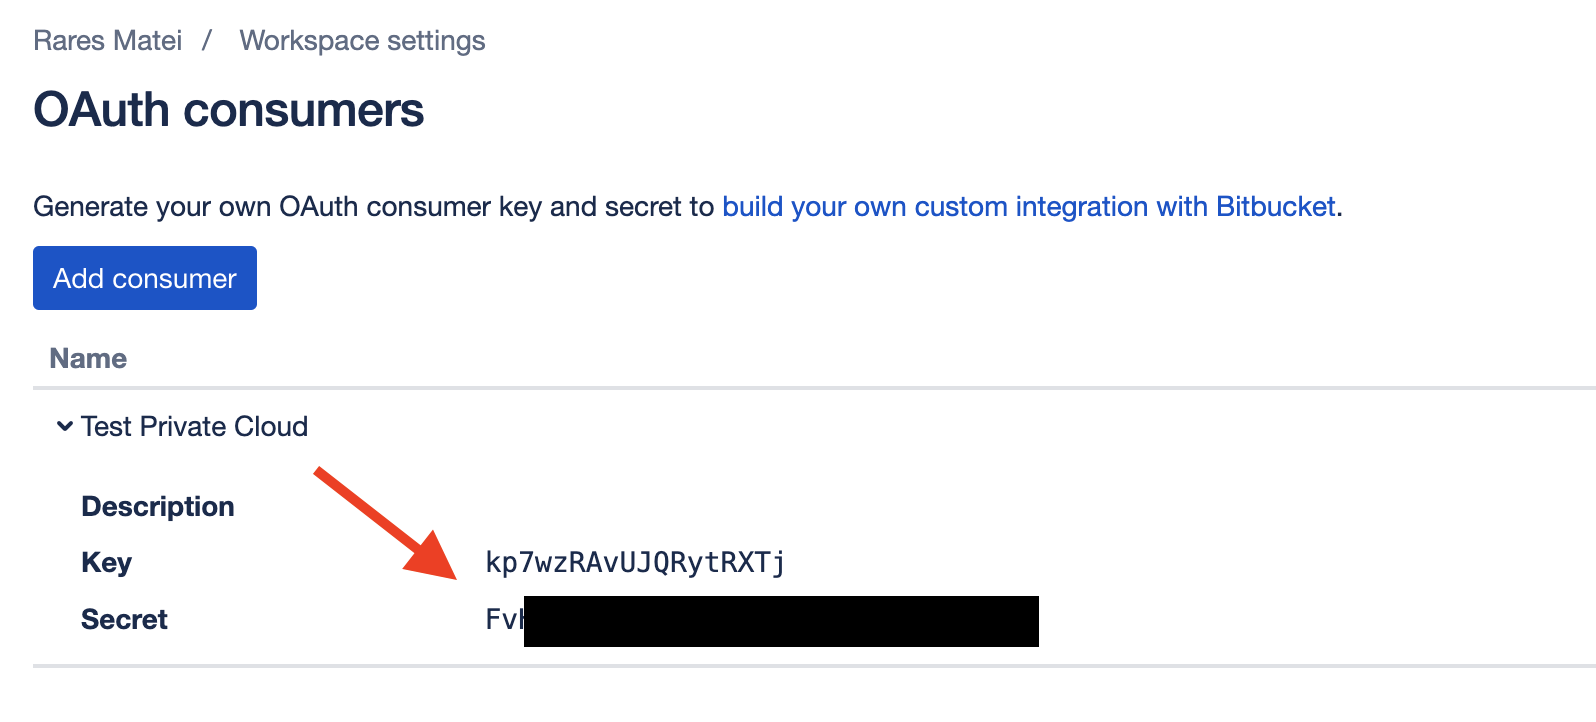 Rares Matei / Workspace settings
OAuth consumers
Generate your own OAuth consumer key and secret to build your own custom integration with Bitbucket.
Add consumer
Name
Test Private Cloud
Description
Key kp7wzRAvUJQRytRXTj
Secret Fv